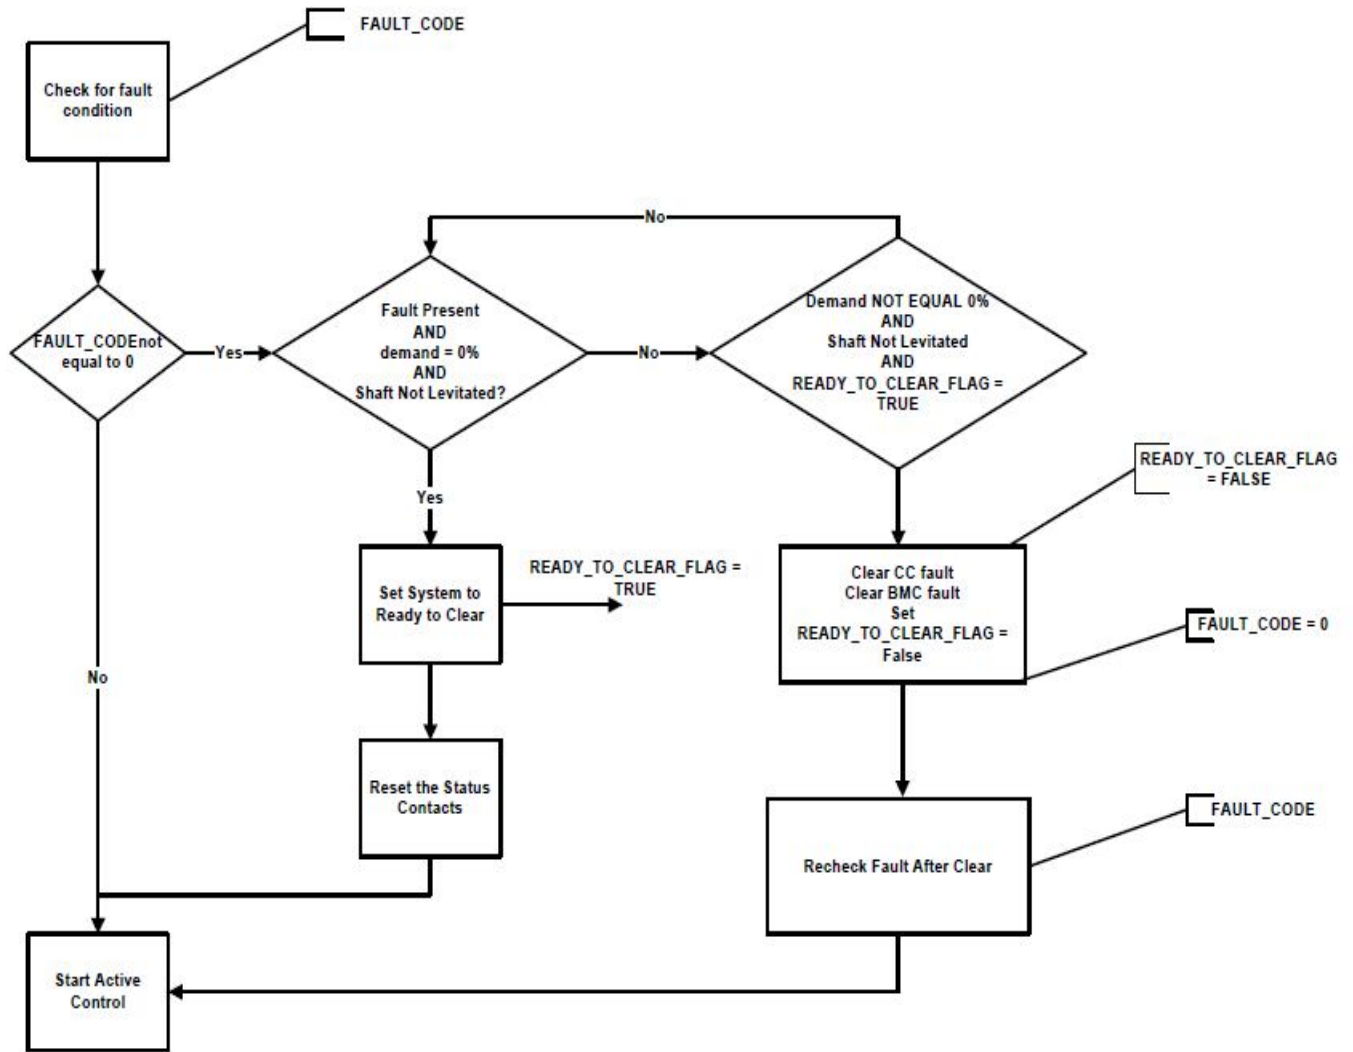 FAULT_CODE
Check for fault
condition
No
FAULT_CODEnot
equal to 0
Yes
Fault Present
AND
demand = 0%
AND
Shaft Not Levitated?
No
Demand NOT EQUAL 0%
AND
Shaft Not Levitated
AND
READY_TO_CLEAR_FLAG =
TRUE
READY_TO_CLEAR_FLAG
= FALSE
Yes
Set System to
Ready to Clear
READY_TO_CLEAR_FLAG =
TRUE
Clear CC fault
Clear BMC fault
Set
READY_TO_CLEAR_FLAG =
False
FAULT_CODE = 0
No
Reset the Status
Contacts
Recheck Fault After Clear
FAULT_CODE
Start Active
Control